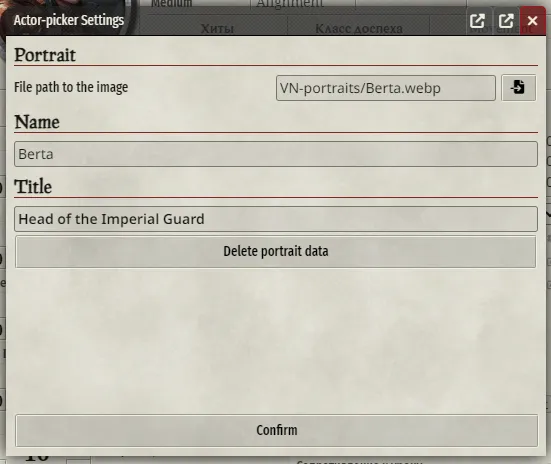 Medium
Alignment
Actor-picker Settings
Хиты
Класс доспеха
Portrait
File path to the image
VN-portraits/Berta.webp
Name
Berta
Title
Head of the Imperial Guard
Delete portrait data
Confirm